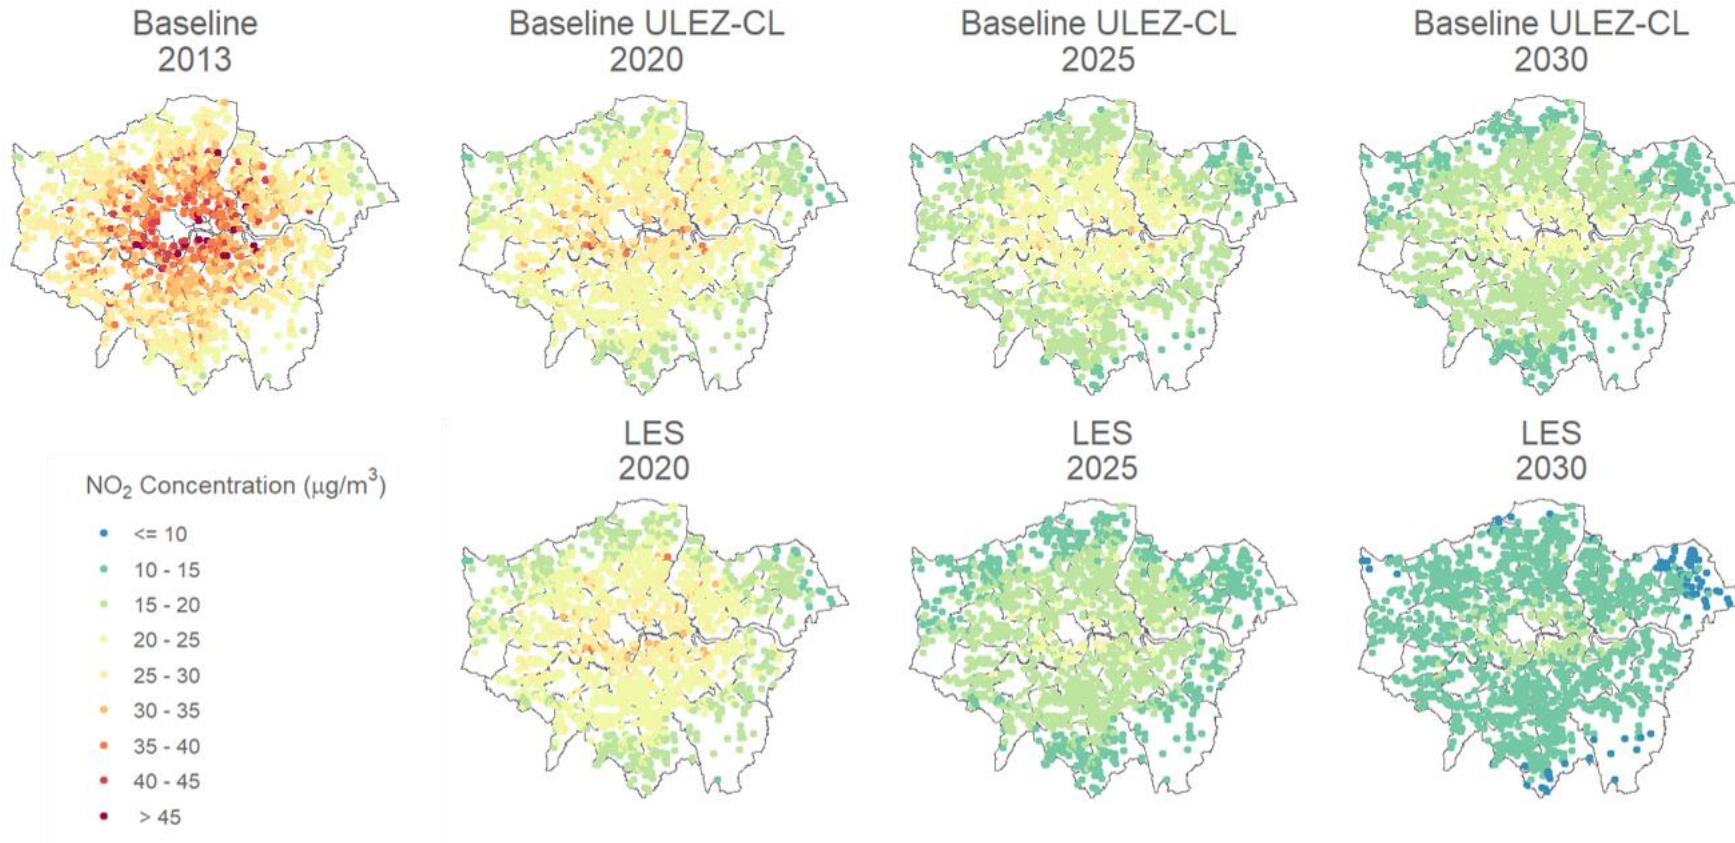 Baseline
2013
Baseline ULEZ-CL
2020
Baseline ULEZ-CL
2025
Baseline ULEZ-CL
2030
LES
2020
LES
2025
LES
2030
NO₂ Concentration (μg/m³)
<= 10
10 - 15
15 - 20
20 - 25
25 - 30
30 - 35
35 - 40
40 - 45
> 45